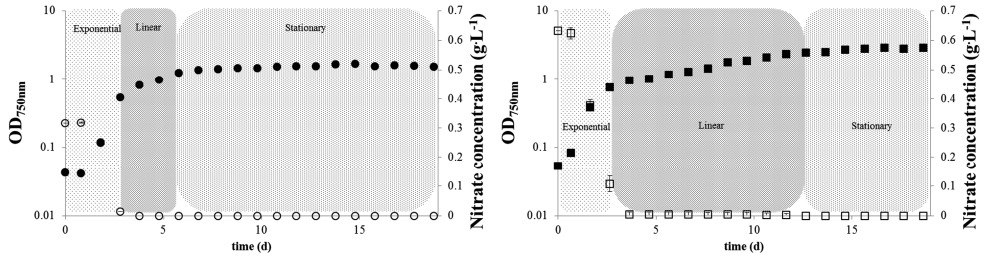 10
1
0.1
0.01
OD750nm
Exponential
Linear
Stationary
0.7
0.6
0.5
0.4
0.3
0.2
0.1
0
Nitrate concentration (g·L-1)
0 5 10 15
time (d)
10
1
0.1
0.01
OD750nm
Exponential
Linear
Stationary
0.7
0.6
0.5
0.4
0.3
0.2
0.1
0
Nitrate concentration (g·L-1)
0 5 10 15
time (d)